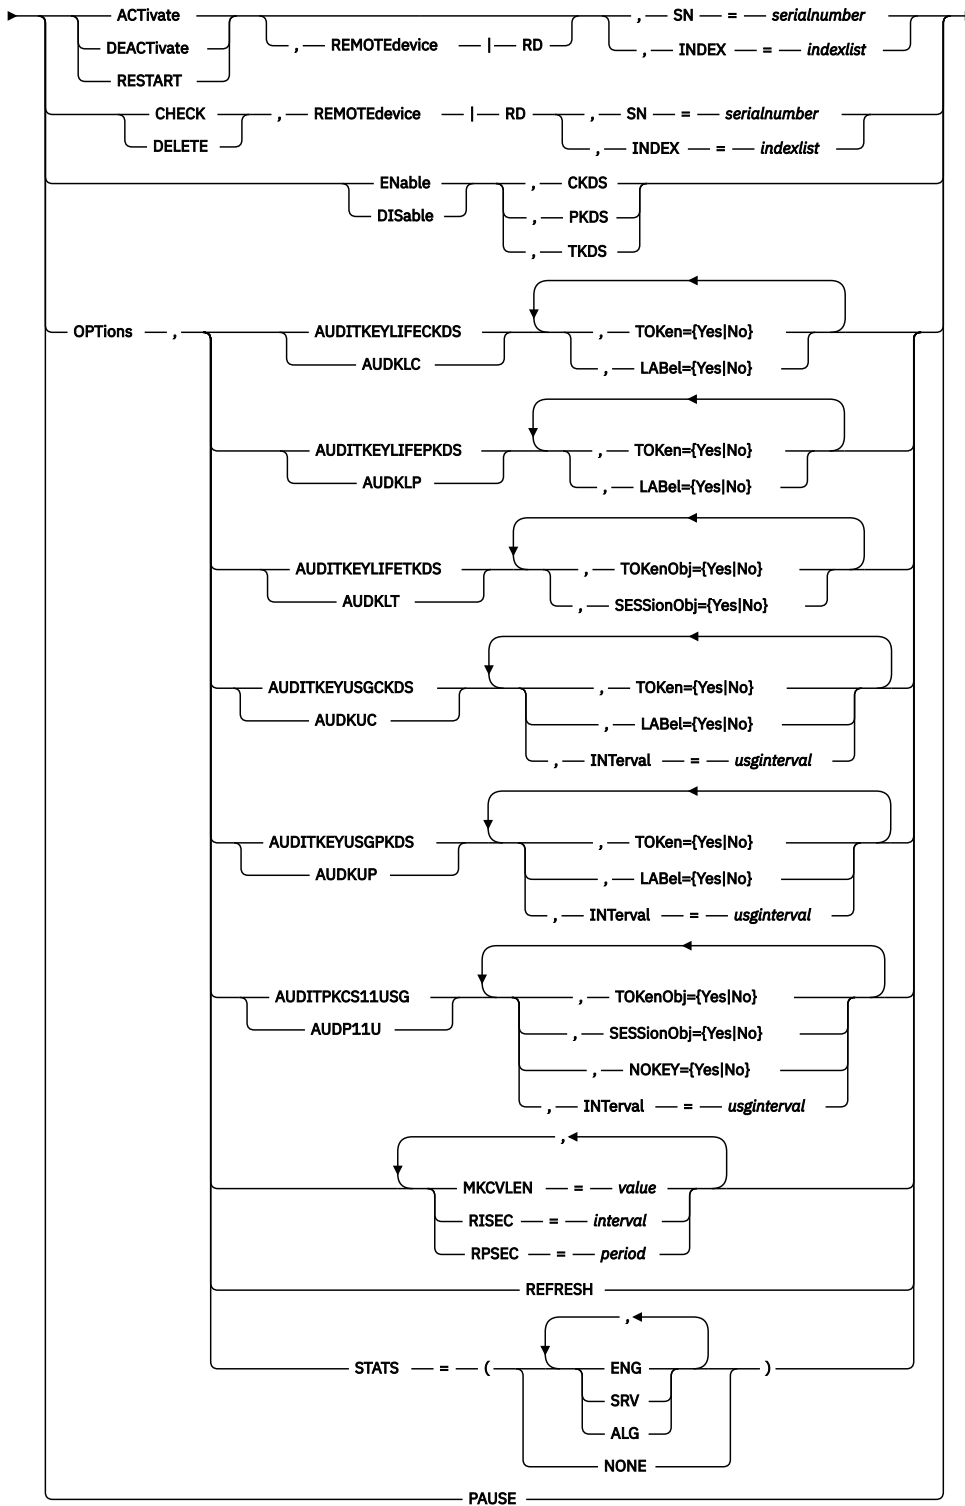 ACTivate , SN = serialnumber
DEACTivate , REMOTEdevice | RD , INDEX = indexlist
RESTART
CHECK , REMOTEdevice | RD , SN = serialnumber
DELETE , INDEX = indexlist
ENable , CKDS
DISable , PKDS
, TKDS
OPTions , AUDITKEYLIFECKDS , TOKen={Yes|No}
AUDKLC , LABel={Yes|No}
AUDITKEYLIFEPKDS , TOKen={Yes|No}
AUDKLP , LABel={Yes|No}
AUDITKEYLIFETKDS , TOKenObj={Yes|No}
AUDKLT , SESSionObj={Yes|No}
AUDITKEYUSGCKDS , TOKen={Yes|No}
AUDKUC , LABel={Yes|No}
, INTerval = usginterval
AUDITKEYUSGPKDS , TOKen={Yes|No}
AUDKUP , LABel={Yes|No}
, INTerval = usginterval
AUDITPKCS11USG , TOKenObj={Yes|No}
AUDP11U , SESSionObj={Yes|No}
, NOKEY={Yes|No}
, INTerval = usginterval
,
MKCVLEN = value
RISEC = interval
RPSEC = period
REFRESH
,
STATS = ( ENG )
SRV
ALG
NONE
PAUSE